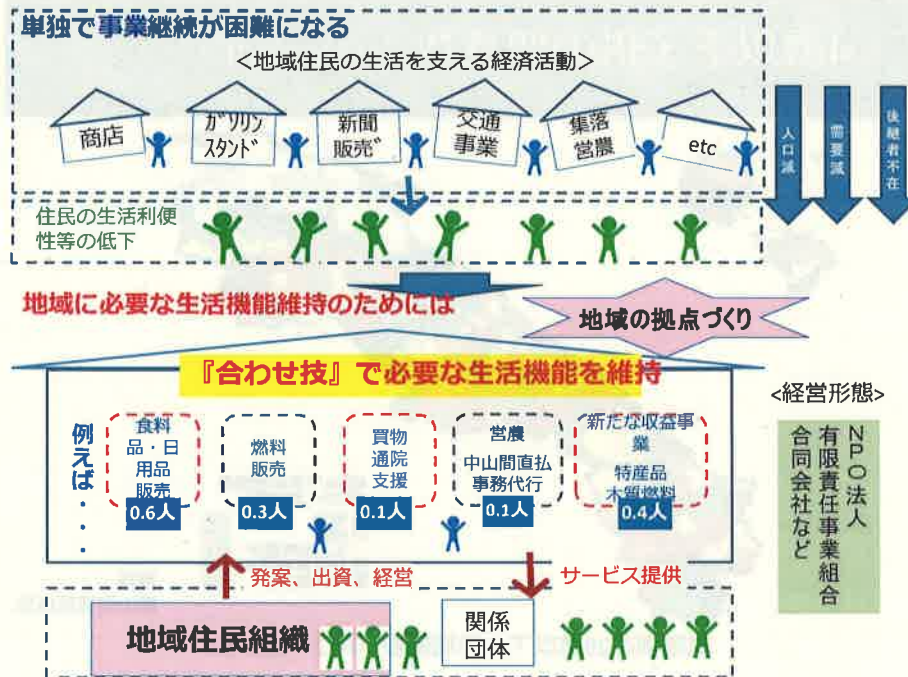 単独で事業継続が困難になる
<地域住民の生活を支える経済活動>
商店
ガソリン
スタンド
新聞
販売
交通
事業
集落
営農
etc
人口減
需要減
後継者不在
住民の生活利便
性等の低下
地域に必要な生活機能維持のためには
地域の拠点づくり
『合わせ技』で必要な生活機能を維持
例えば・・・
食料
品・日
用品
販売
0.6人
燃料
販売
0.3人
買物
通院
支援
0.1人
営農
中山間直払
事務代行
0.1人
新たな収益事
業
特産品
木質燃料
0.4人
<経営形態>
NPO法人
有限責任事業組合
合同会社など
発案、出資、経営
サービス提供
地域住民組織
関係
団体